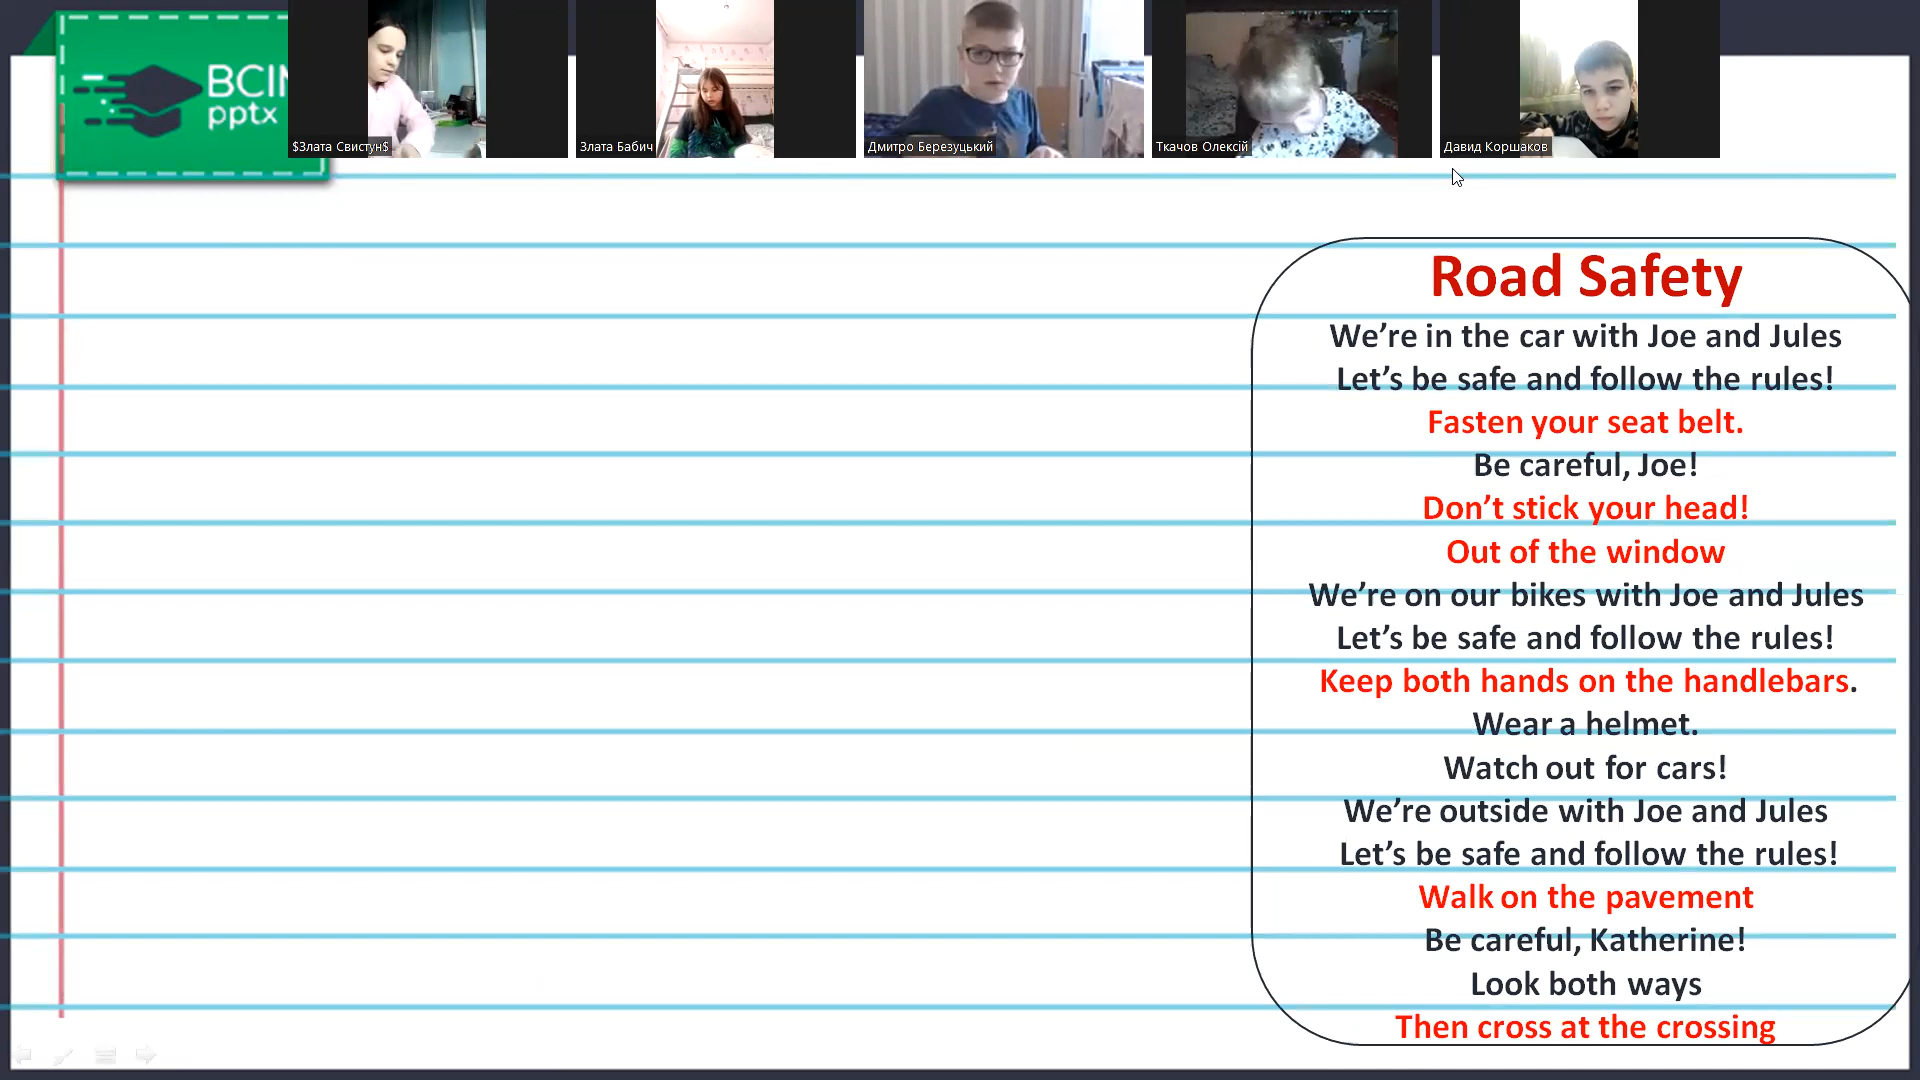 BCIM
pptx
$Злата Свистун$
Злата Бабич
Дмитро Березуцький
Ткачов Олексій
Давид Коршаков
Road Safety
We’re in the car with Joe and Jules
Let’s be safe and follow the rules!
Fasten your seat belt.
Be careful, Joe!
Don’t stick your head!
Out of the window
We’re on our bikes with Joe and Jules
Let’s be safe and follow the rules!
Keep both hands on the handlebars.
Wear a helmet.
Watch out for cars!
We’re outside with Joe and Jules
Let’s be safe and follow the rules!
Walk on the pavement
Be careful, Katherine!
Look both ways
Then cross at the crossing